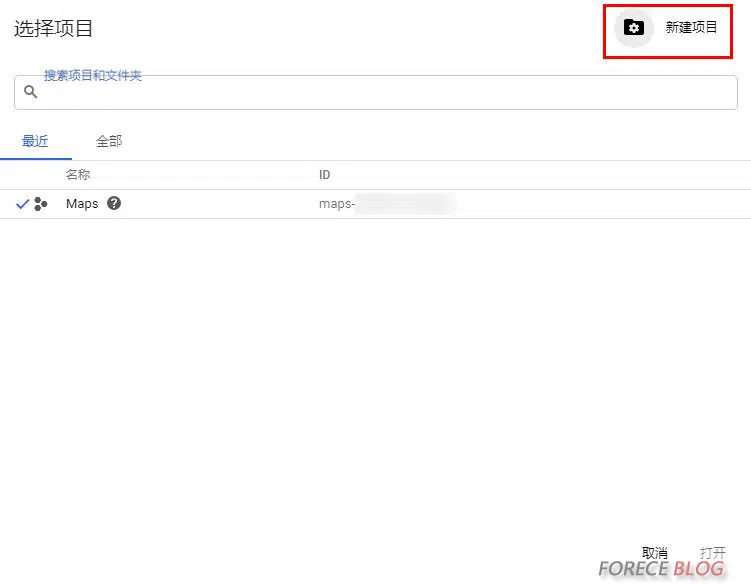 选择项目
新建项目
搜索项目和文件夹
最近 全部
名称 ID
Maps ? maps-
取消 打开
FORECE BLOG